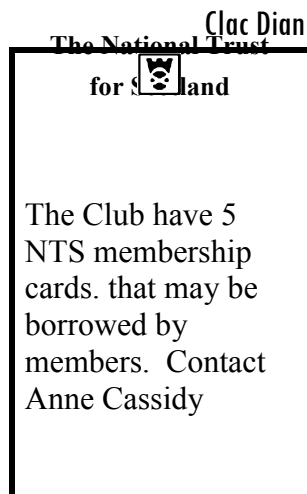 Clac Dian
The National Trust
for land
The Club have 5
NTS membership
cards. that may be
borrowed by
members.  Contact
Anne Cassidy